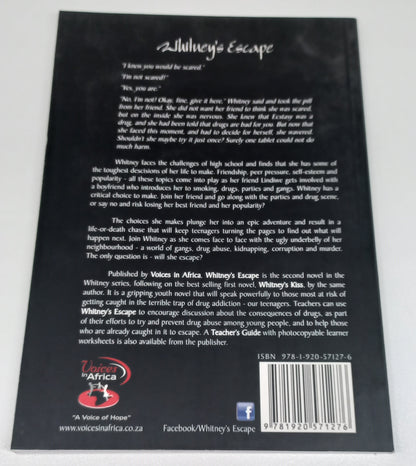 Whitney's Escape
"I knew you would be scared."
"I'm not scared!"
"Yes, you are."
"No, I'm not! Okay, fine, give it here," Whitney said and took the pill
from her friend. She did not want her friend to think she was scared,
but on the inside she was nervous. She knew that Ecstasy was a
drug, and she had been told that drugs are bad for you. But now that
she faced this moment, and had to decide for herself, she wavered.
Shouldn't she maybe try it just once? Surely one tablet could not do
much harm.
Whitney faces the challenges of high school and finds that she has some of
the toughest descisions of her life to make. Friendship, peer pressure, self-esteem and
popularity - all these topics come into play as her friend Lindiwe gets involved with
a boyfriend who introduces her to smoking, drugs, parties and gangs. Whitney has a
critical choice to make. Join her friend and go along with the parties and drug scene,
or say no and risk losing her best friend and her popularity?
The choices she makes plunge her into an epic adventure and result in a
life-or-death chase that will keep teenagers turning the pages to find out what will
happen next. Join Whitney as she comes face to face with the ugly underbelly of her
neighbourhood - a world of gangs, drug abuse, kidnapping, corruption and murder.
The only question is - will she escape?
Published by Voices in Africa. Whitney's Escape is the second novel in the
Whitney series, following on the best selling first novel, Whitney's Kiss, by the
same author. It is a gripping youth novel that will speak powerfully to those most at risk of
getting caught in the terrible trap of drug addiction - our teenagers. Teachers can use
Whitney's Escape to encourage discussion about the consequences of drugs, as
part of their efforts to try and prevent drug abuse among young people, and to help those
who are already caught in it to escape. A Teacher's Guide with photocopyable learner
worksheets is also available from the publisher.
ISBN 978-1-920-57127-6
Voices
in Africa
"A Voice of Hope"
www.voicesinafrica.co.za
f
Facebook/Whitney's Escape
9 781920 571276